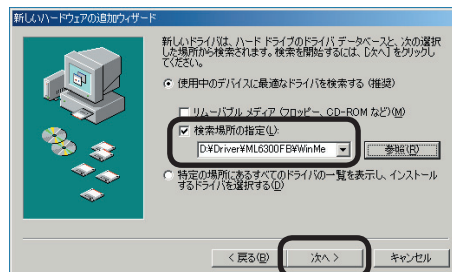 新しいハードウェアの追加ウィザード
新しいドライバは、ハード ドライブのドライバ データベースと、次の選択
した場所から検索されます。検索を開始するには、[次へ] をクリックし
てください。
使用中のデバイスに最適なドライバを検索する (推奨)
リムーバブル メディア (フロッピー、CD-ROM など)(M)
検索場所の指定(L):
D:¥Driver¥ML6300FB¥WinMe
参照(R)
特定の場所にあるすべてのドライバの一覧を表示し、インストール
するドライバを選択する(D)
< 戻る(B)
次へ >
キャンセル